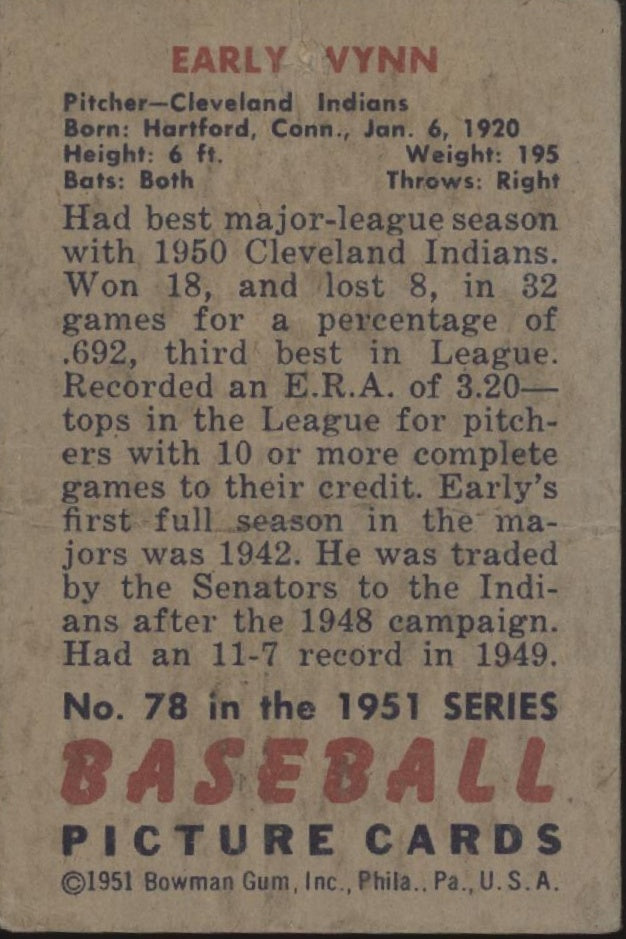 EARLY WYNN
Pitcher—Cleveland Indians
Born: Hartford, Conn., Jan. 6, 1920
Height: 6 ft. Weight: 195
Bats: Both Throws: Right
Had best major-league season
with 1950 Cleveland Indians.
Won 18, and lost 8, in 32
games for a percentage of
.692, third best in League.
Recorded an E.R.A. of 3.20—
tops in the League for pitch-
ers with 10 or more complete
games to their credit. Early's
first full season in the ma-
jors was 1942. He was traded
by the Senators to the Indi-
ans after the 1948 campaign.
Had an 11-7 record in 1949.
No. 78 in the 1951 SERIES
BASEBALL
PICTURE CARDS
©1951 Bowman Gum, Inc., Phila., Pa., U. S. A.